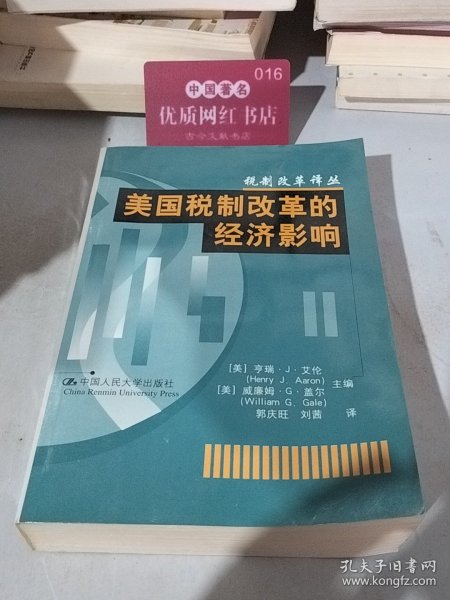 016
中国著名
优质网红书店
古今文献书店
税制改革译丛
美国税制改革的
经济影响
[美] 亨瑞·J·艾伦
(Henry J. Aaron)
[美] 威廉姆·G·盖尔
(William G. Gale)
主编
郭庆旺 刘茜 译
中国人民大学出版社
China Renmin University Press
孔夫子旧书网
www.kongfz.com